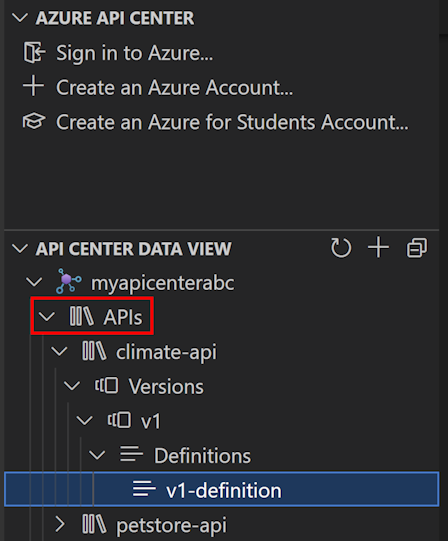 AZURE API CENTER
Sign in to Azure...
Create an Azure Account...
Create an Azure for Students Account...
API CENTER DATA VIEW
myapicenterabc
APIs
climate-api
Versions
v1
Definitions
v1-definition
petstore-api